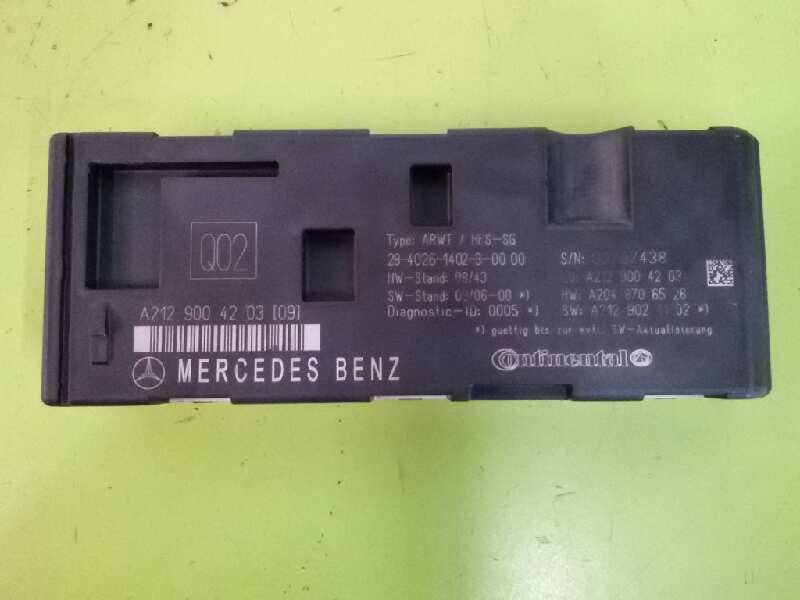 Q02
A212 900 42 03 [09]
MERCEDES BENZ
Type: ARWT / HFS-SG
28-4026-1402-3-00 00
HW-Stand: 08/43
SW-Stand: 09/06-00 *)
Diagnostic-ID: 0005 *)
S/N: 438
A212 900 42 03
HW: A204 870 65 26
SW: A212 902 02 *)
*) gueltig bis zur evtl. SW-Aktualisierung
Continental